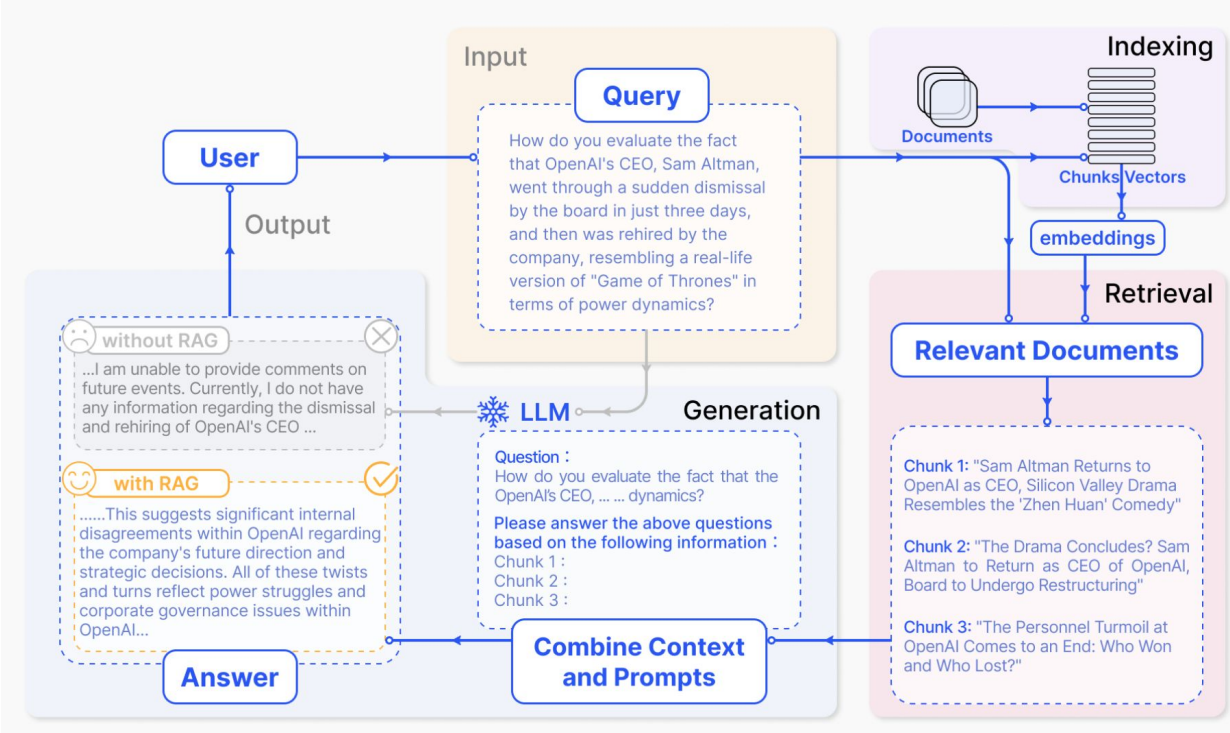 Input
Query
How do you evaluate the fact
that OpenAI's CEO, Sam Altman,
went through a sudden dismissal
by the board in just three days,
and then was rehired by the
company, resembling a real-life
version of "Game of Thrones" in
terms of power dynamics?
Indexing
Documents
Chunks Vectors
embeddings
User
Output
Retrieval
Relevant Documents
Chunk 1: "Sam Altman Returns to
OpenAI as CEO, Silicon Valley Drama
Resembles the 'Zhen Huan' Comedy"
Chunk 2: "The Drama Concludes? Sam
Altman to Return as CEO of OpenAI,
Board to Undergo Restructuring"
Chunk 3: "The Personnel Turmoil at
OpenAI Comes to an End: Who Won
and Who Lost?"
Generation
LLM
Question :
How do you evaluate the fact that the
OpenAI's CEO, ... ... dynamics?
Please answer the above questions
based on the following information :
Chunk 1 :
Chunk 2 :
Chunk 3 :
Combine Context
and Prompts
without RAG
...I am unable to provide comments on
future events. Currently, I do not have
any information regarding the dismissal
and rehiring of OpenAI's CEO ...
with RAG
......This suggests significant internal
disagreements within OpenAI regarding
the company's future direction and
strategic decisions. All of these twists
and turns reflect power struggles and
corporate governance issues within
OpenAI...
Answer